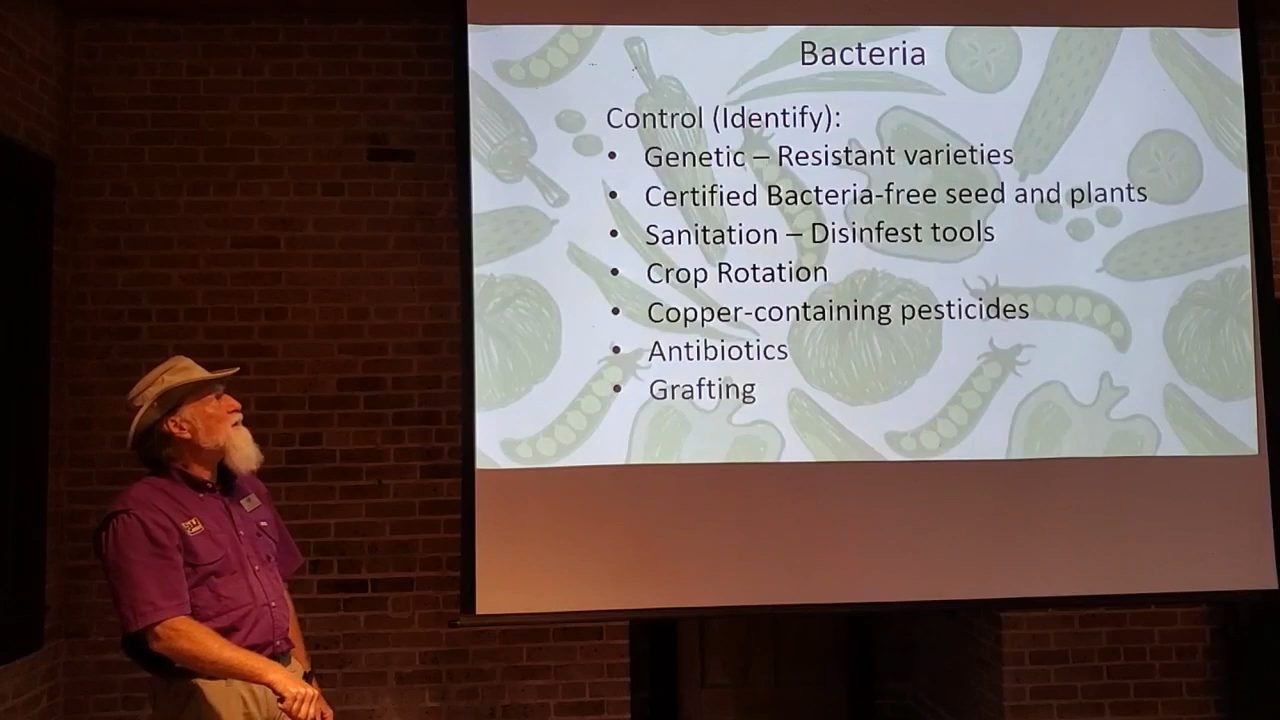 Bacteria
Control (Identify):
• Genetic – Resistant varieties
• Certified Bacteria-free seed and plants
• Sanitation – Disinfest tools
• Crop Rotation
• Copper-containing pesticides
• Antibiotics
• Grafting